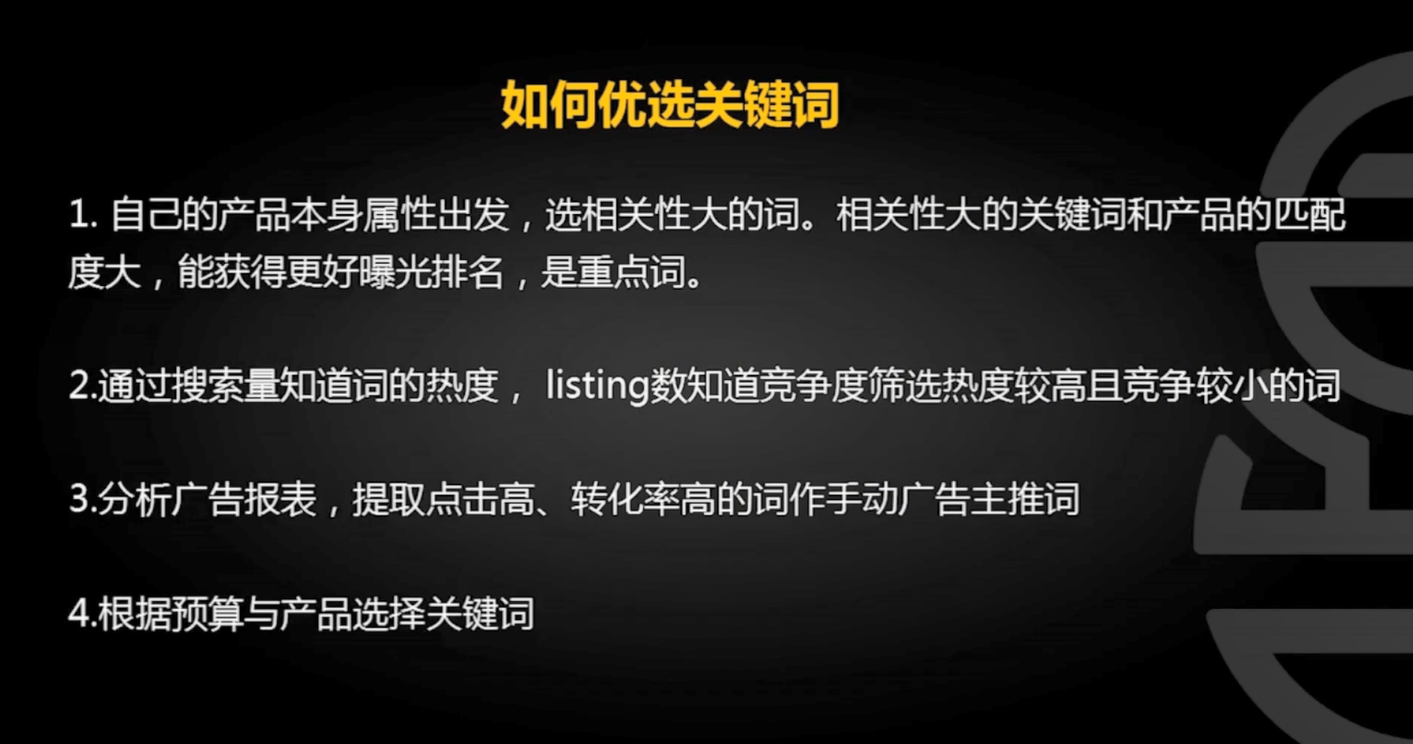 如何优选关键词
1. 自己的产品本身属性出发，选相关性大的词。相关性大的关键词和产品的匹配
度大，能获得更好曝光排名，是重点词。
2.通过搜索量知道词的热度， listing数知道竞争度筛选热度较高且竞争较小的词
3.分析广告报表，提取点击高、转化率高的词作手动广告主推词
4.根据预算与产品选择关键词